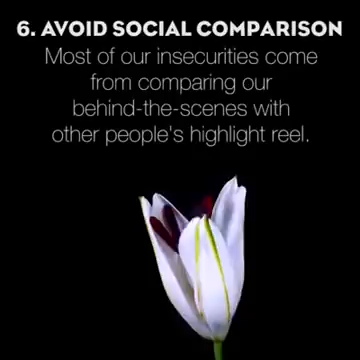 6. AVOID SOCIAL COMPARISON
Most of our insecurities come
from comparing our
behind-the-scenes with
other people's highlight reel.